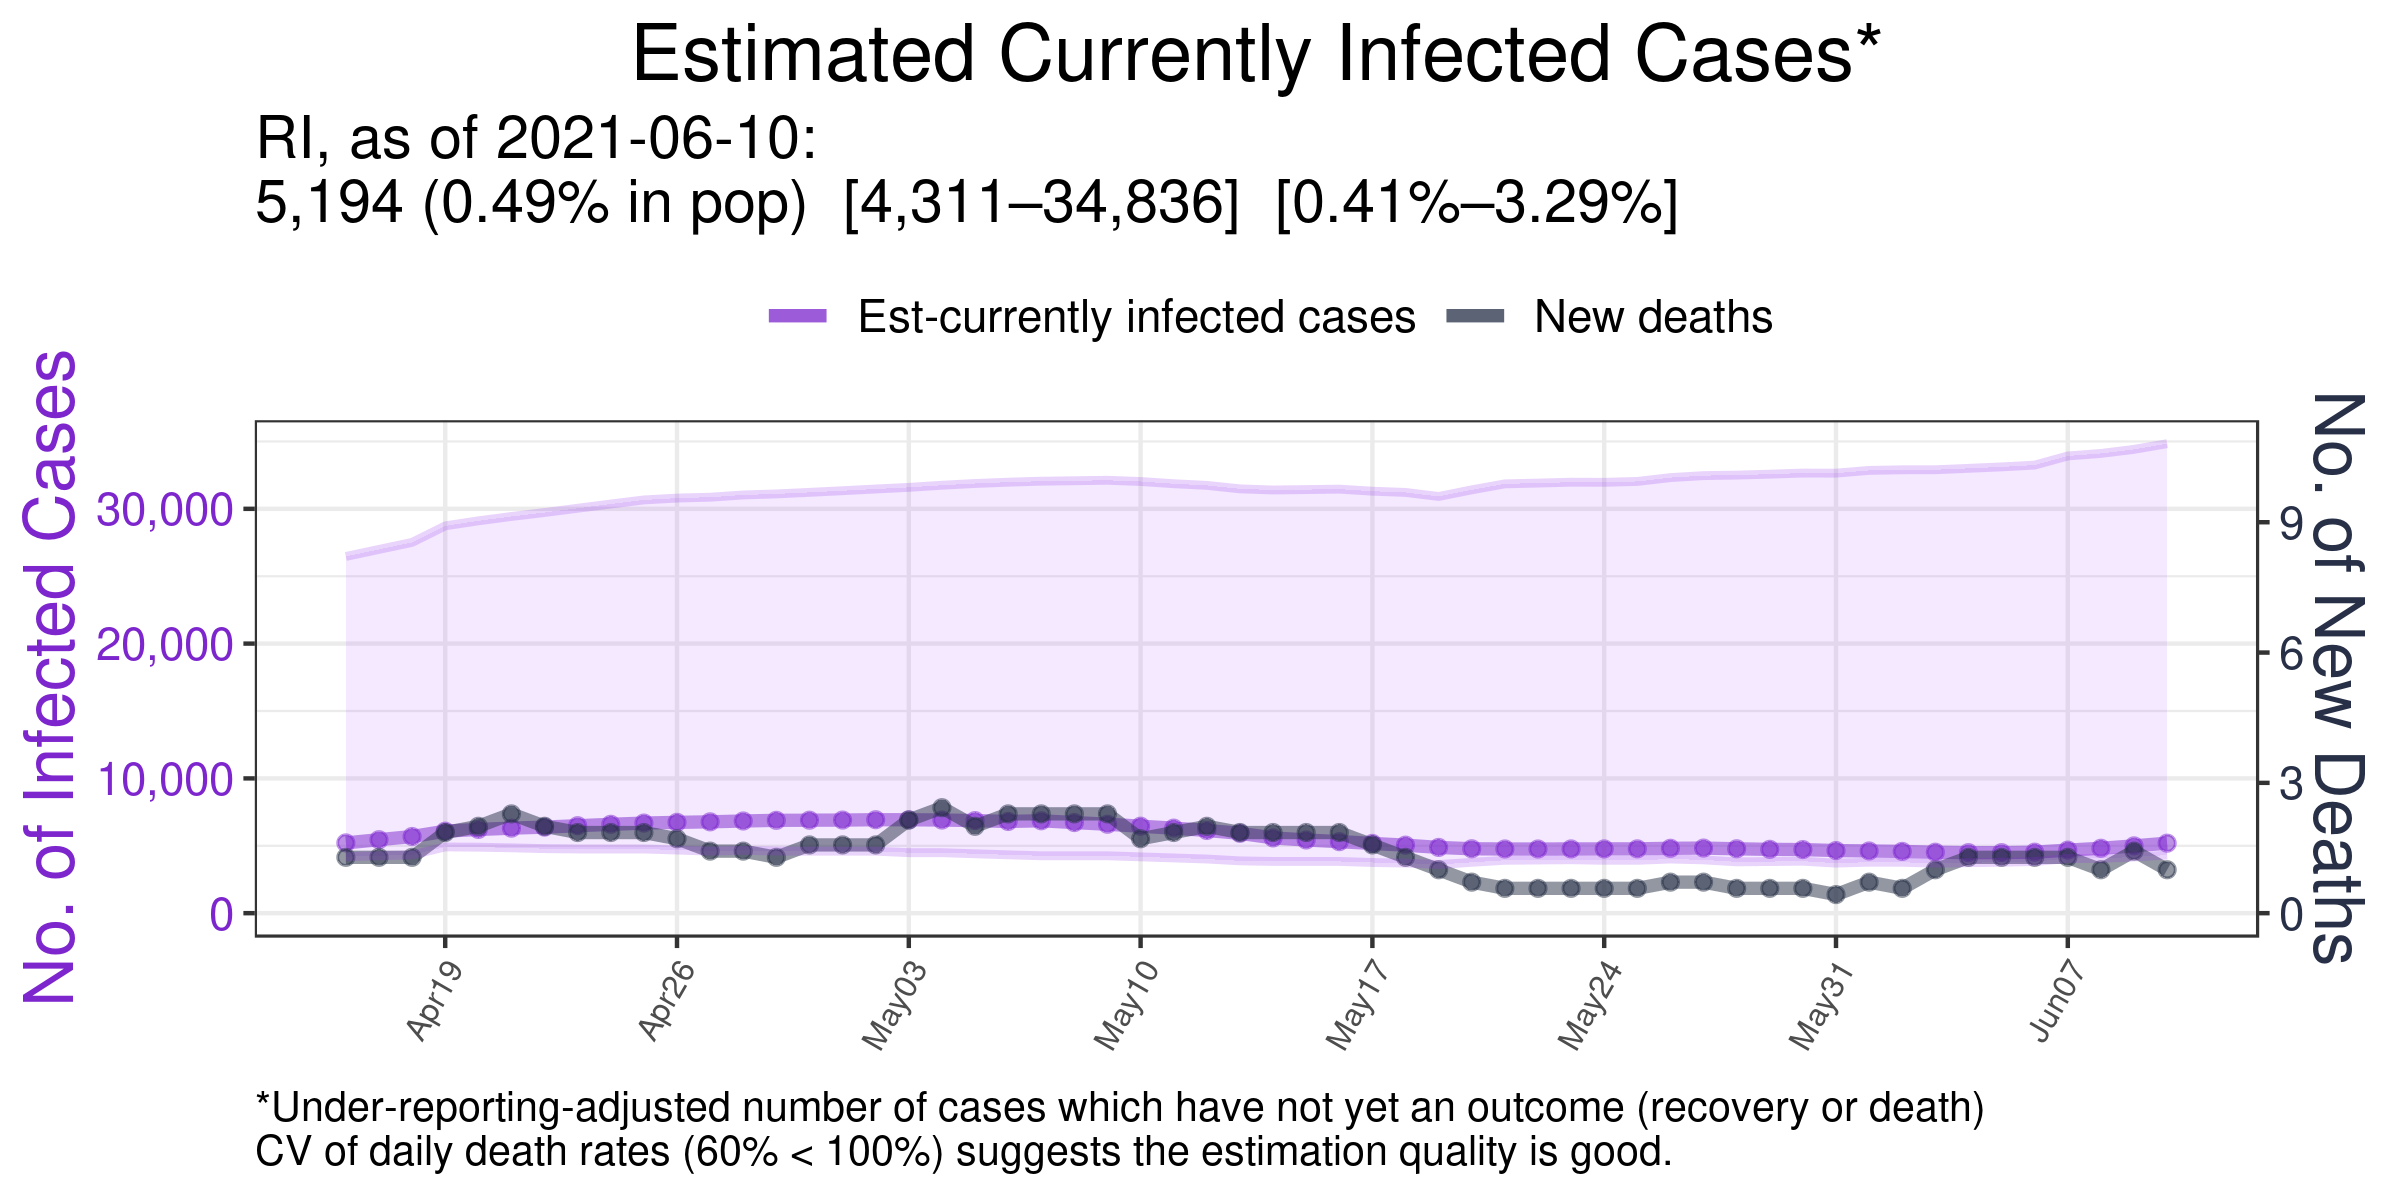 Estimated Currently Infected Cases*
RI, as of 2021-06-10:
5,194 (0.49% in pop)  [4,311–34,836]  [0.41%–3.29%]
Est-currently infected cases
New deaths
No. of Infected Cases
30,000
20,000
10,000
0
9
6
3
0
No. of New Deaths
Apr19
Apr26
May03
May10
May17
May24
May31
Jun07
*Under-reporting-adjusted number of cases which have not yet an outcome (recovery or death)
CV of daily death rates (60% < 100%) suggests the estimation quality is good.